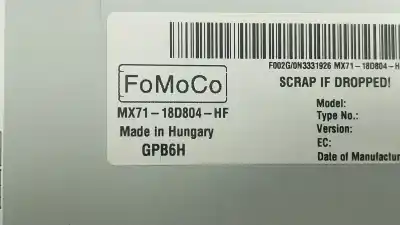 F002G/0N3331926 MX71-18D804-H
SCRAP IF DROPPED!
FoMoCo
MX71-18D804-HF
Made in Hungary
GPB6H
Model:
Type No.:
Version:
EC:
Date of Manufactur